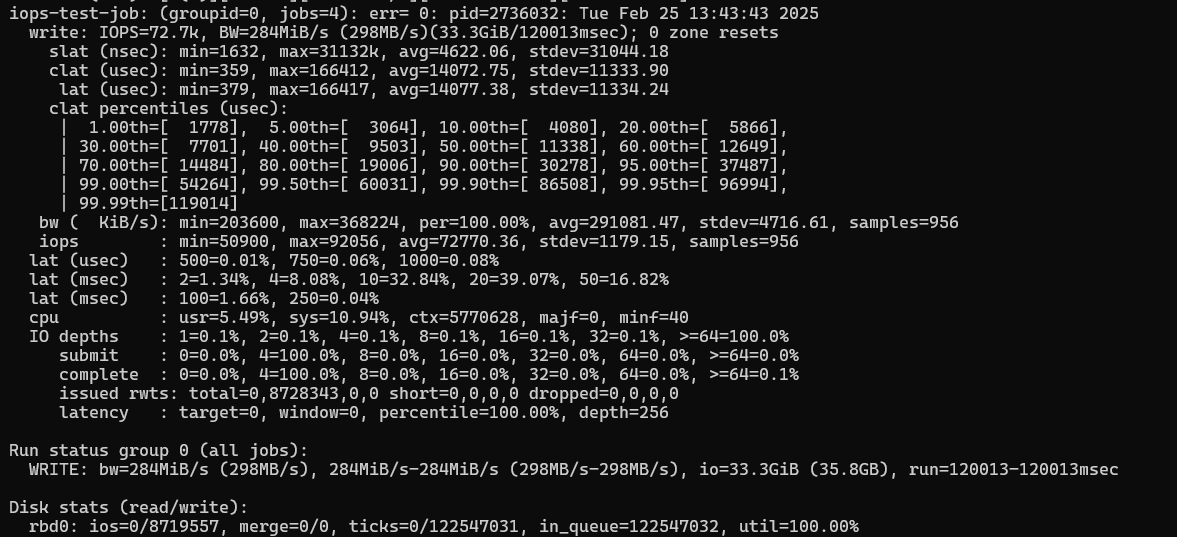 iops-test-job: (groupid=0, jobs=4): err= 0: pid=2736032: Tue Feb 25 13:43:43 2025
  write: IOPS=72.7k, BW=284MiB/s (298MB/s)(33.3GiB/120013msec); 0 zone resets
    slat (nsec): min=1632, max=31132k, avg=4622.06, stdev=31044.18
    clat (usec): min=359, max=166412, avg=14072.75, stdev=11333.90
     lat (usec): min=379, max=166417, avg=14077.38, stdev=11334.24
    clat percentiles (usec):
     |  1.00th=[  1778],  5.00th=[  3064], 10.00th=[  4080], 20.00th=[  5866],
     | 30.00th=[  7701], 40.00th=[  9503], 50.00th=[ 11338], 60.00th=[ 12649],
     | 70.00th=[ 14484], 80.00th=[ 19006], 90.00th=[ 30278], 95.00th=[ 37487],
     | 99.00th=[ 54264], 99.50th=[ 60031], 99.90th=[ 86508], 99.95th=[ 96994],
     | 99.99th=[119014]
   bw (  KiB/s): min=203600, max=368224, per=100.00%, avg=291081.47, stdev=4716.61, samples=956
   iops        : min=50900, max=92056, avg=72770.36, stdev=1179.15, samples=956
  lat (usec)   : 500=0.01%, 750=0.06%, 1000=0.08%
  lat (msec)   : 2=1.34%, 4=8.08%, 10=32.84%, 20=39.07%, 50=16.82%
  lat (msec)   : 100=1.66%, 250=0.04%
  cpu          : usr=5.49%, sys=10.94%, ctx=5770628, majf=0, minf=40
  IO depths    : 1=0.1%, 2=0.1%, 4=0.1%, 8=0.1%, 16=0.1%, 32=0.1%, >=64=100.0%
     submit    : 0=0.0%, 4=100.0%, 8=0.0%, 16=0.0%, 32=0.0%, 64=0.0%, >=64=0.0%
     complete  : 0=0.0%, 4=100.0%, 8=0.0%, 16=0.0%, 32=0.0%, 64=0.0%, >=64=0.1%
     issued rwts: total=0,8728343,0,0 short=0,0,0,0 dropped=0,0,0,0
     latency   : target=0, window=0, percentile=100.00%, depth=256

Run status group 0 (all jobs):
  WRITE: bw=284MiB/s (298MB/s), 284MiB/s-284MiB/s (298MB/s-298MB/s), io=33.3GiB (35.8GB), run=120013-120013msec

Disk stats (read/write):
  rbd0: ios=0/8719557, merge=0/0, ticks=0/122547031, in_queue=122547032, util=100.00%